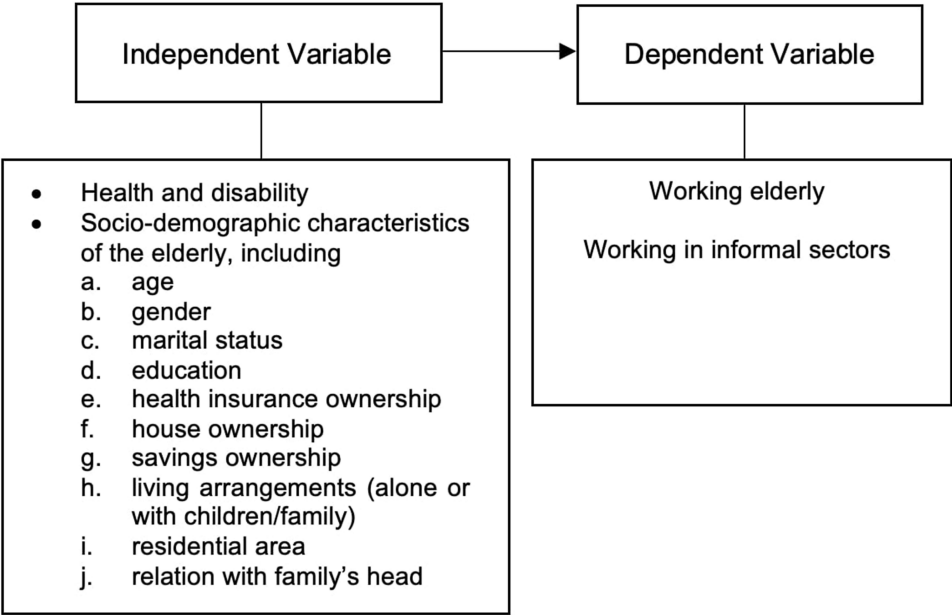 Independent Variable
Dependent Variable
• Health and disability
• Socio-demographic characteristics
of the elderly, including
a. age
b. gender
c. marital status
d. education
e. health insurance ownership
f. house ownership
g. savings ownership
h. living arrangements (alone or
with children/family)
i. residential area
j. relation with family's head
Working elderly
Working in informal sectors